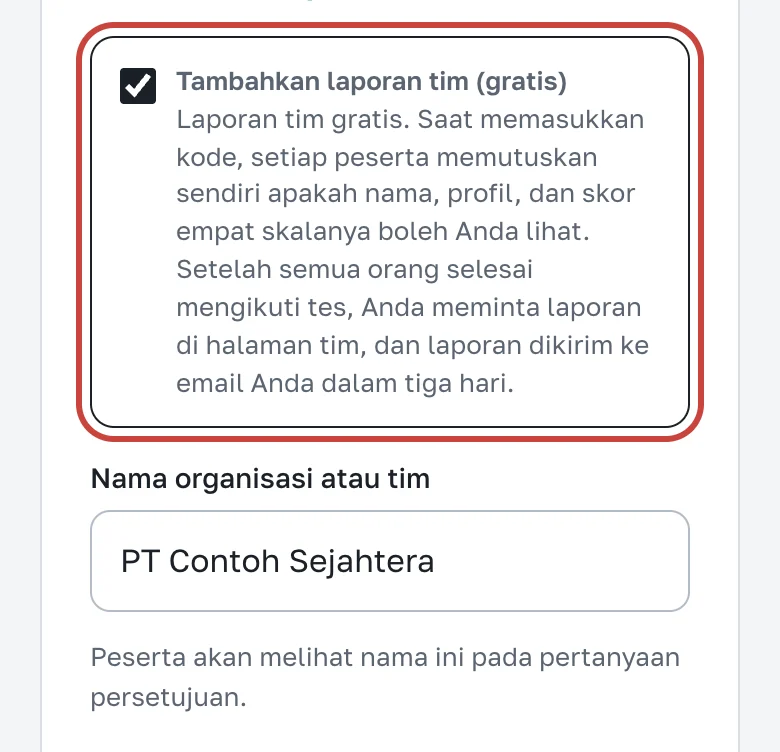 Tambahkan laporan tim (gratis)
Laporan tim gratis. Saat memasukkan
kode, setiap peserta memutuskan
sendiri apakah nama, profil, dan skor
empat skalanya boleh Anda lihat.
Setelah semua orang selesai
mengikuti tes, Anda meminta laporan
di halaman tim, dan laporan dikirim ke
email Anda dalam tiga hari.
Nama organisasi atau tim
PT Contoh Sejahtera
Peserta akan melihat nama ini pada pertanyaan
persetujuan.